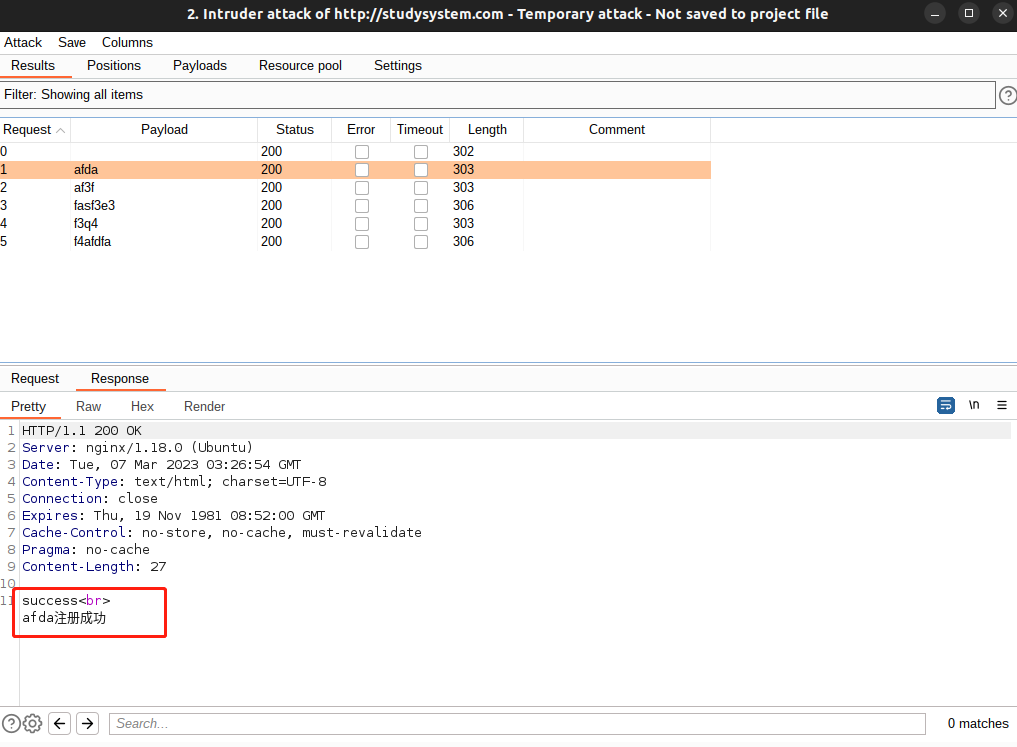 2. Intruder attack of http://studysystem.com - Temporary attack - Not saved to project file
Attack Save Columns
Results Positions Payloads Resource pool Settings
Filter: Showing all items
?
Request Payload Status Error Timeout Length Comment
0 200 302
1 afda 200 303
2 af3f 200 303
3 fasf3e3 200 306
4 f3q4 200 303
5 f4afdfa 200 306
Request Response
Pretty Raw Hex Render \n
1 HTTP/1.1 200 OK
2 Server: nginx/1.18.0 (Ubuntu)
3 Date: Tue, 07 Mar 2023 03:26:54 GMT
4 Content-Type: text/html; charset=UTF-8
5 Connection: close
6 Expires: Thu, 19 Nov 1981 08:52:00 GMT
7 Cache-Control: no-store, no-cache, must-revalidate
8 Pragma: no-cache
9 Content-Length: 27
10
11 success<br>
afda注册成功
? Search... 0 matches